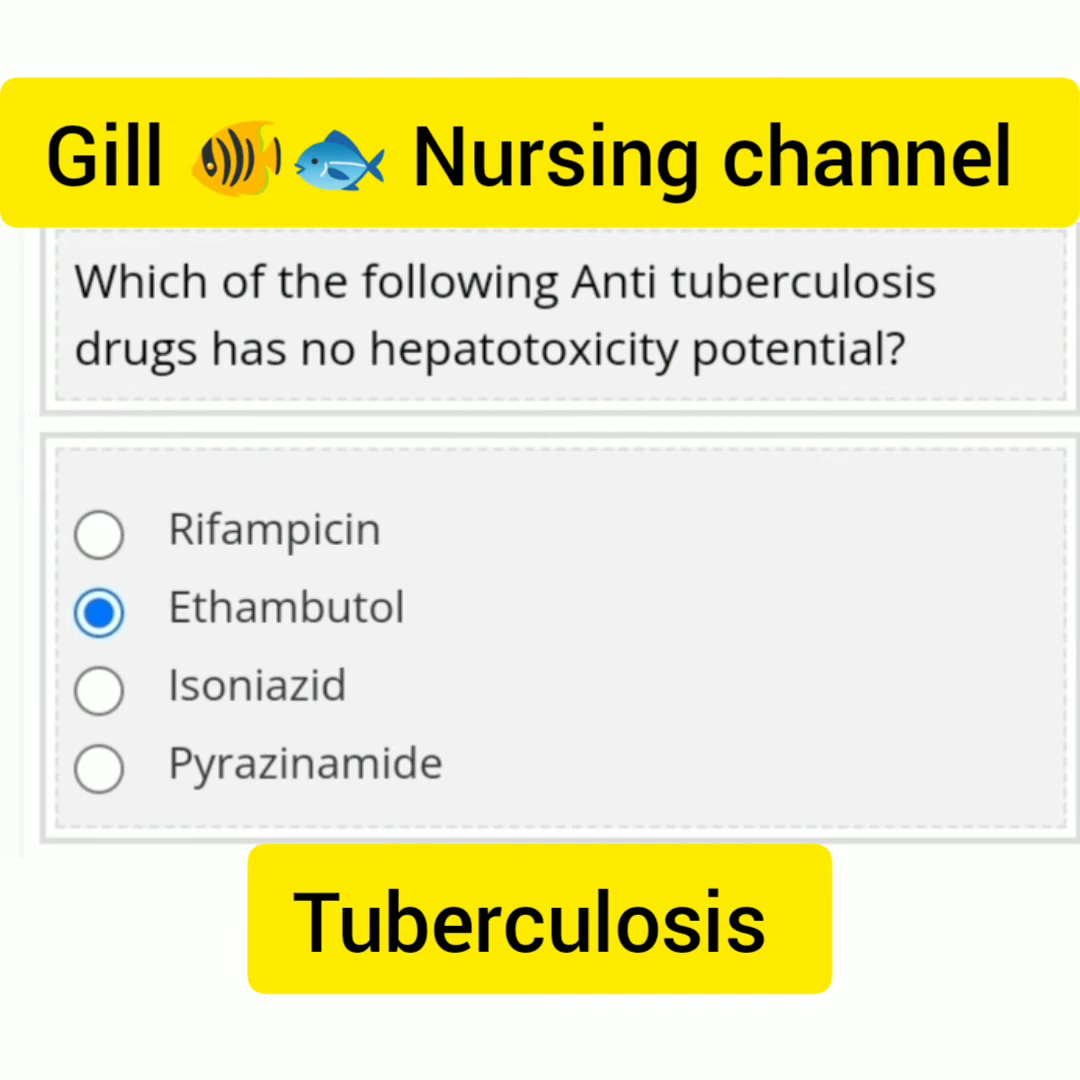 Gill 🐠🐟 Nursing channel
Which of the following Anti tuberculosis
drugs has no hepatotoxicity potential?
Rifampicin
Ethambutol
Isoniazid
Pyrazinamide
Tuberculosis